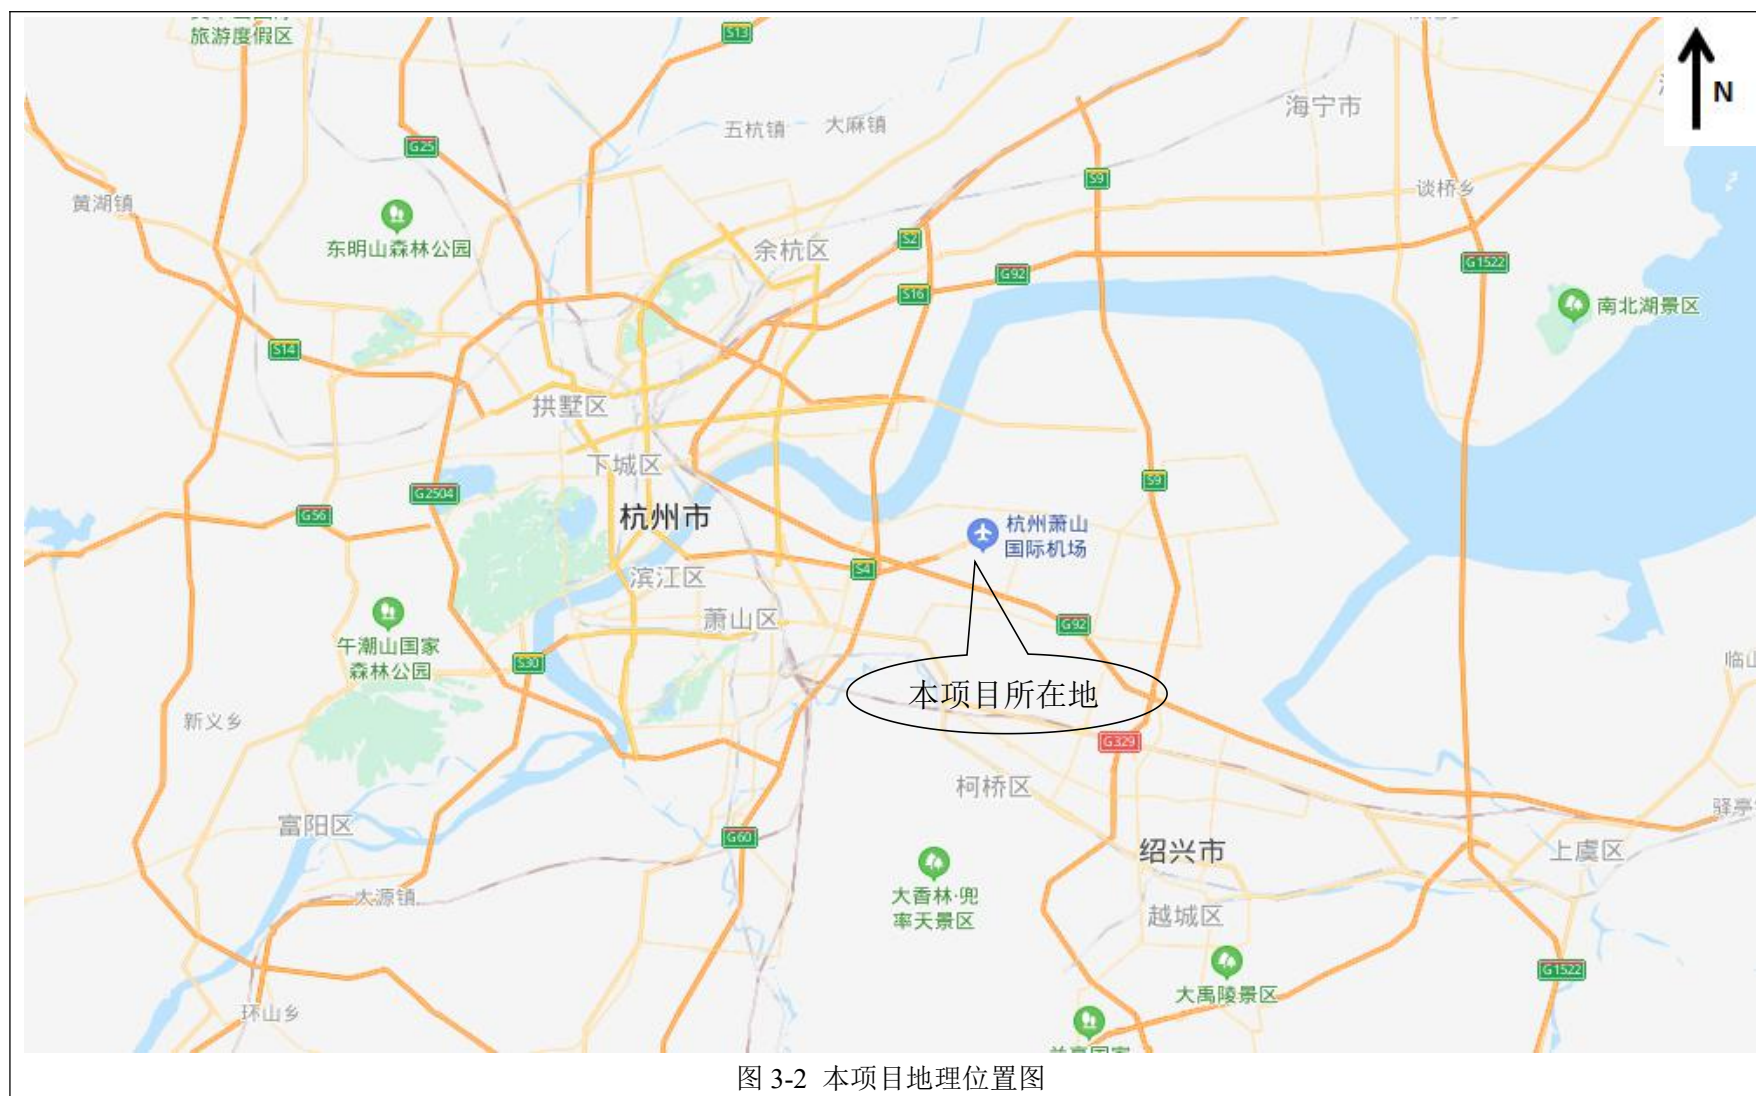 旅游度假区
S13
N
海宁市
五杭镇
大麻镇
G25
S9
谈桥乡
黄湖镇
东明山森林公园
余杭区
S2
G92
G1522
S16
南北湖景区
S14
拱墅区
下城区
S9
G2504
G56
杭州市
杭州萧山
国际机场
S4
滨江区
萧山区
G92
午潮山国家
森林公园
S30
临山
本项目所在地
新义乡
G329
柯桥区
驿亭
富阳区
G60
绍兴市
上虞区
大香林·兜
率天景区
太源镇
越城区
G1522
大禹陵景区
环山乡
图 3-2 本项目地理位置图